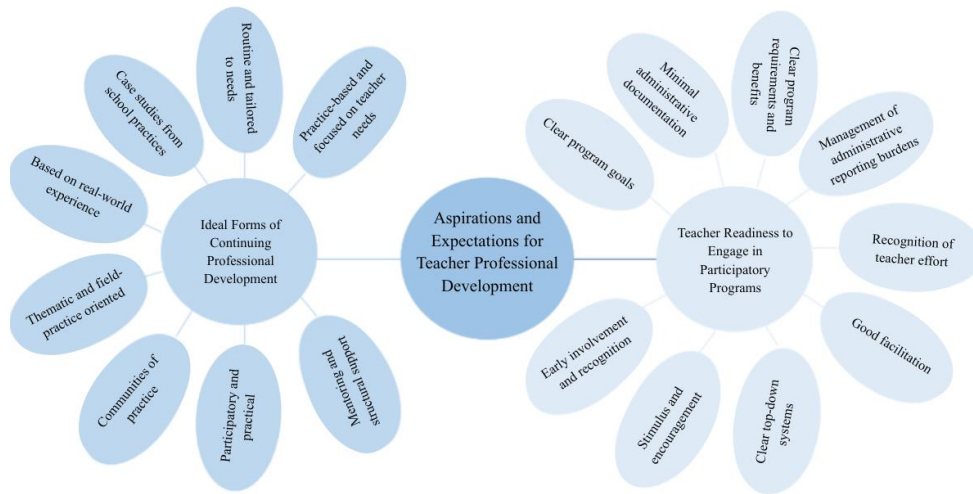 Aspirations and
Expectations for
Teacher Professional
Development
Ideal Forms of
Continuing
Professional
Development
Routine and tailored
to needs
Practice-based and
focused on teacher
needs
Case studies from
school practices
Based on real-world
experience
Thematic and field-
practice oriented
Communities of
practice
Participatory and
practical
Mentoring and
structural support
Teacher Readiness to
Engage in
Participatory
Programs
Clear program goals
Minimal
administrative
documentation
Clear program
requirements and
benefits
Management of
administrative
reporting burdens
Recognition of
teacher effort
Good facilitation
Clear top-down
systems
Stimulus and
encouragement
Early involvement
and recognition